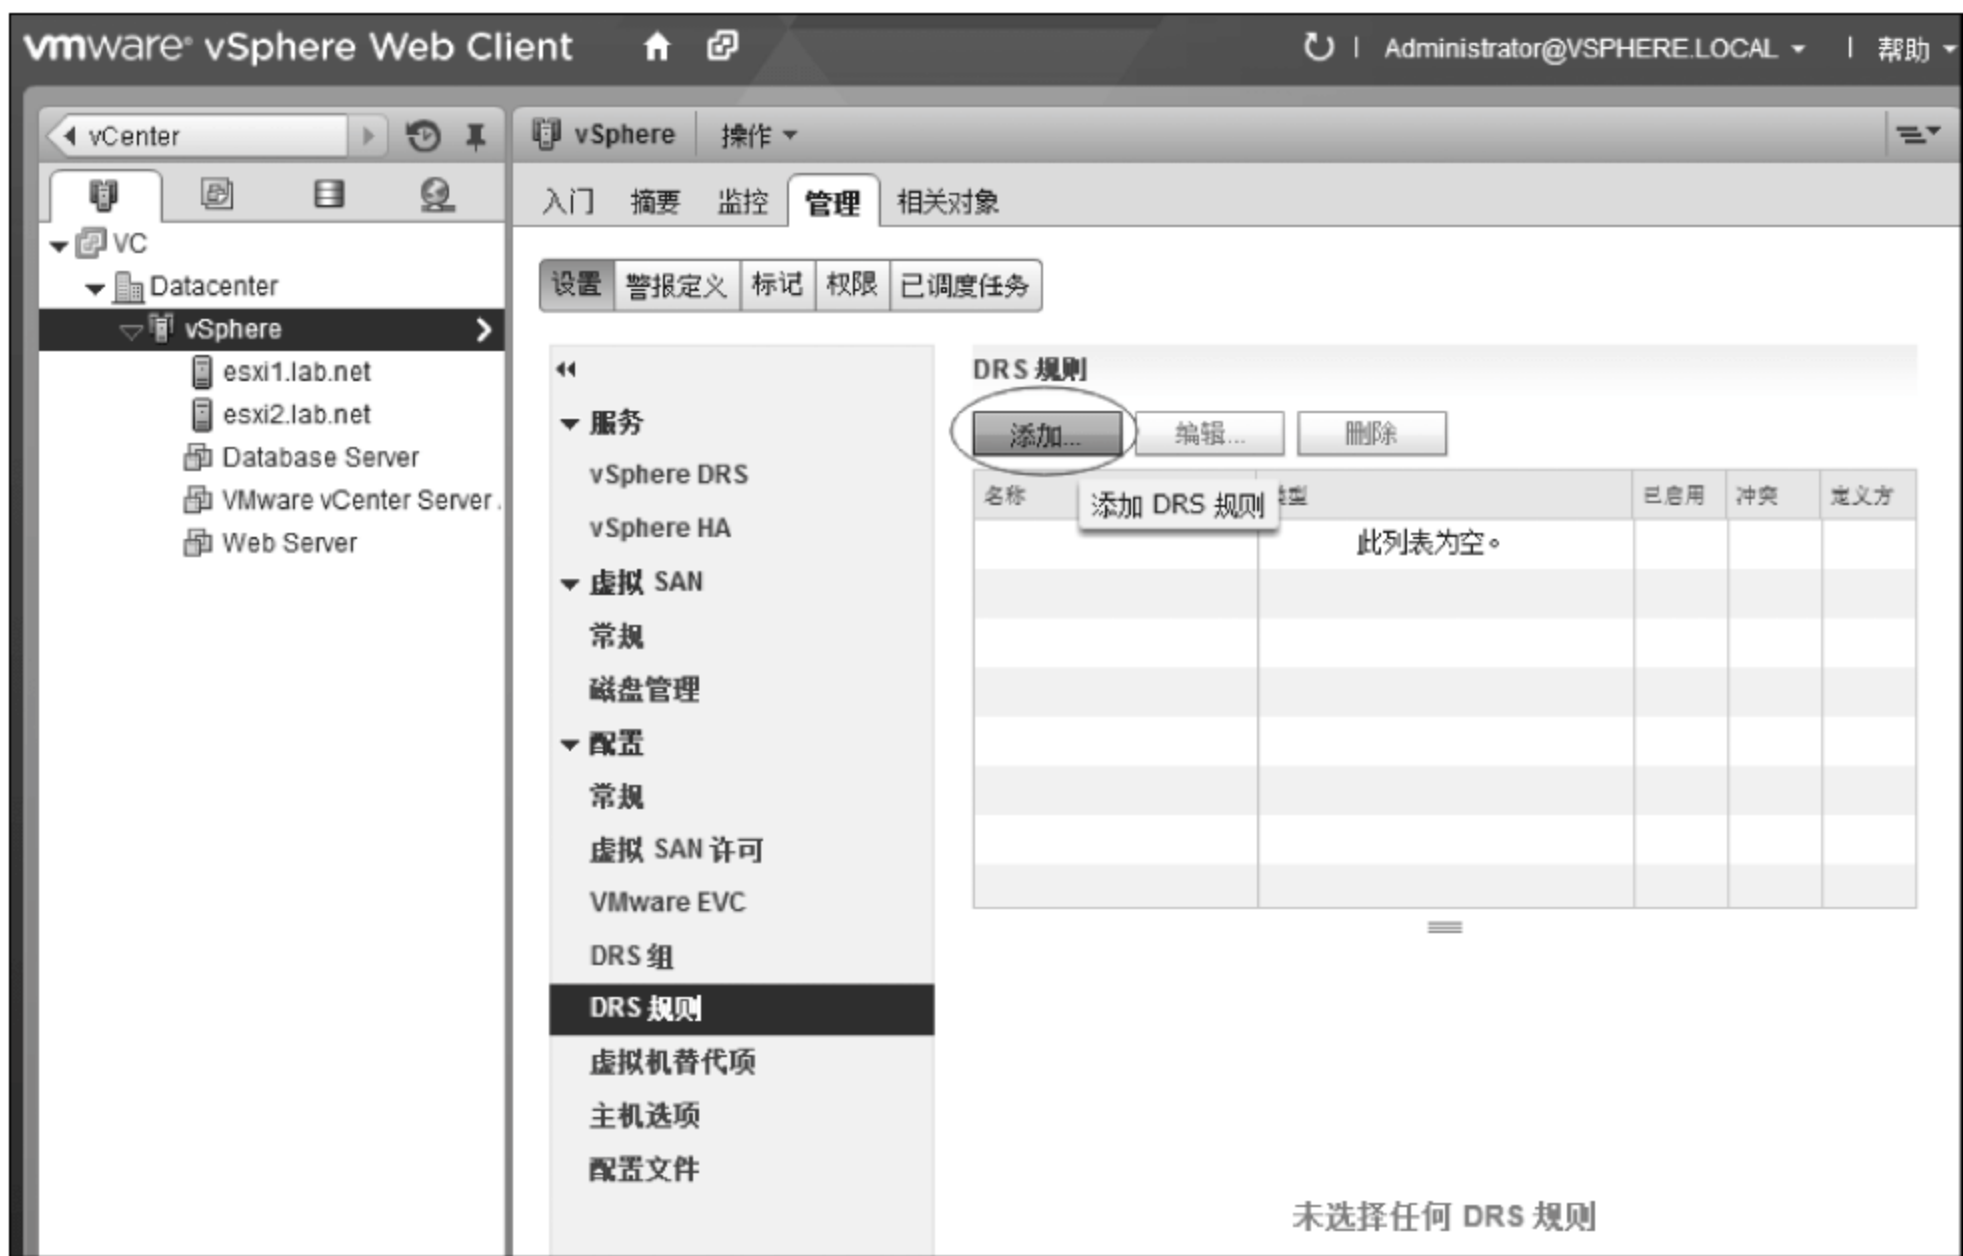 vmware® vSphere Web Client
Administrator@VSPHERE.LOCAL
帮助
vCenter
vSphere 操作
入门 摘要 监控 管理 相关对象
VC
Datacenter
vSphere
esxi1.lab.net
esxi2.lab.net
Database Server
VMware vCenter Server .
Web Server
设置 警报定义 标记 权限 已调度任务
服务
vSphere DRS
vSphere HA
虚拟 SAN
常规
磁盘管理
配置
常规
虚拟 SAN 许可
VMware EVC
DRS 组
DRS 规则
虚拟机替代项
主机选项
配置文件
DRS 规则
添加... 编辑... 删除
名称 型 已启用 冲突 定义方
添加 DRS 规则
此列表为空。
未选择任何 DRS 规则